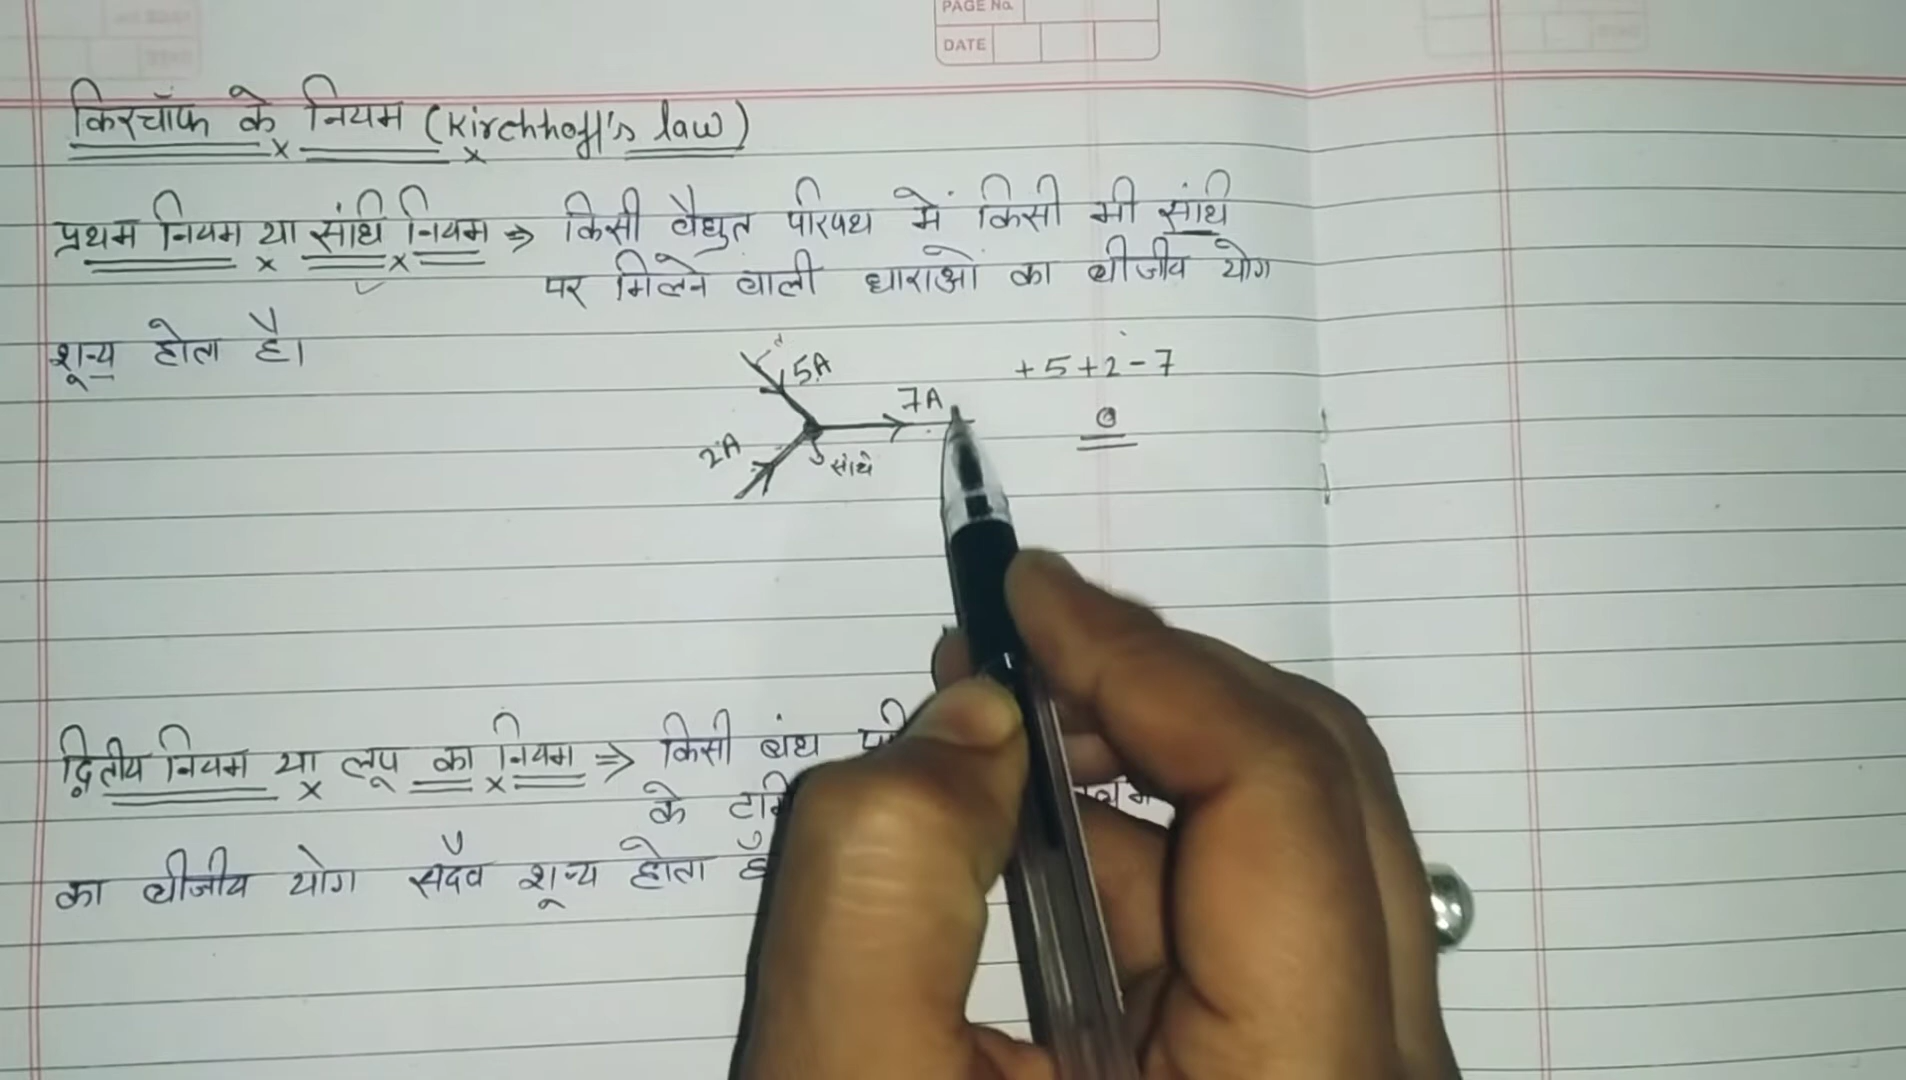 PAGE No.
DATE
किरचॉफ के नियम (Kirchhoff's law)
प्रथम नियम या संधि नियम ⇒ किसी वैद्युत परिपथ में किसी भी संधि
पर मिलने वाली धाराओं का बीजीय योग
शून्य होता है।
5A
7A
2A
संधि
+5+2-7
0
द्वितीय नियम या लूप का नियम ⇒ किसी बंध
के
का बीजीय योग सदैव शून्य होता